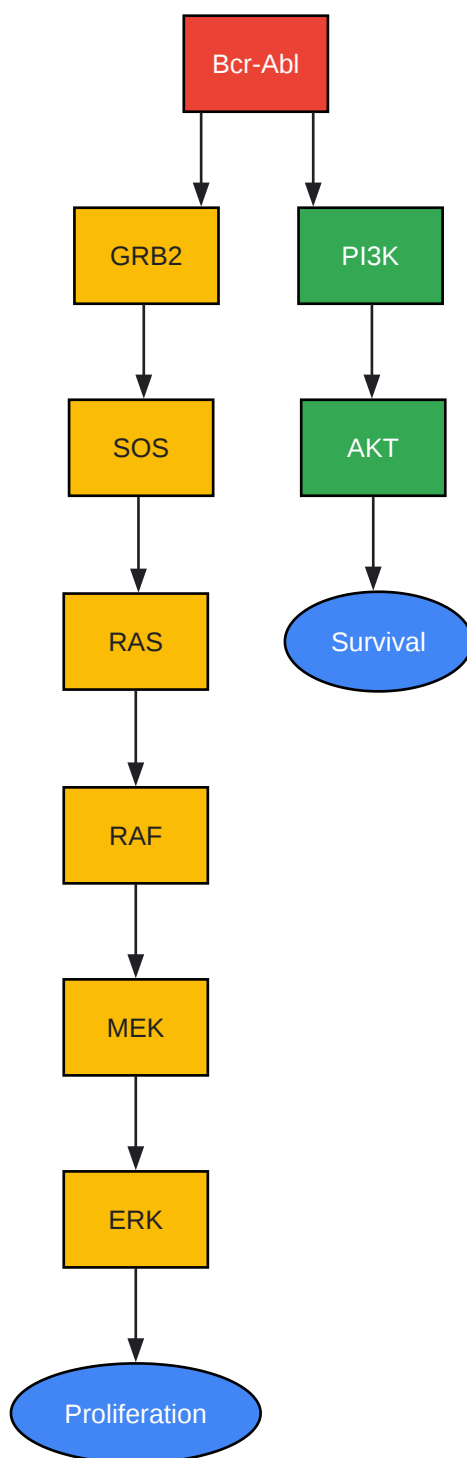 Bcr-Abl
GRB2
PI3K
SOS
AKT
RAS
Survival
RAF
MEK
ERK
Proliferation